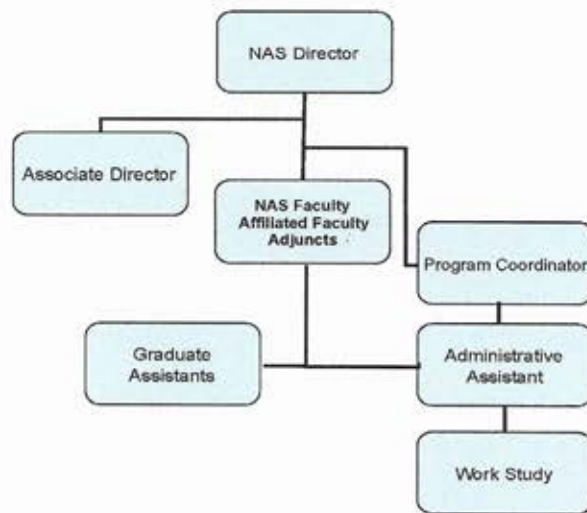 NAS Director
Associate Director
NAS Faculty
Affiliated Faculty
Adjuncts
Program Coordinator
Graduate
Assistants
Administrative
Assistant
Work Study